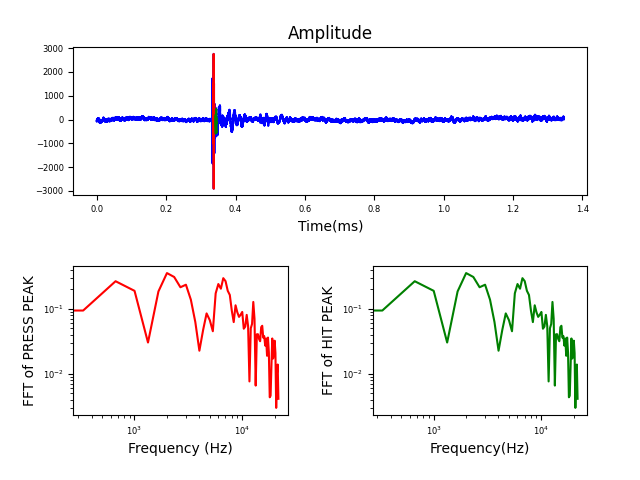 Amplitude
3000
2000
1000
0
−1000
−2000
−3000
0.0 0.2 0.4 0.6 0.8 1.0 1.2 1.4
Time(ms)
FFT of PRESS PEAK
10⁻¹
10⁻²
10³ 10⁴
Frequency (Hz)
FFT of HIT PEAK
10⁻¹
10⁻²
10³ 10⁴
Frequency(Hz)